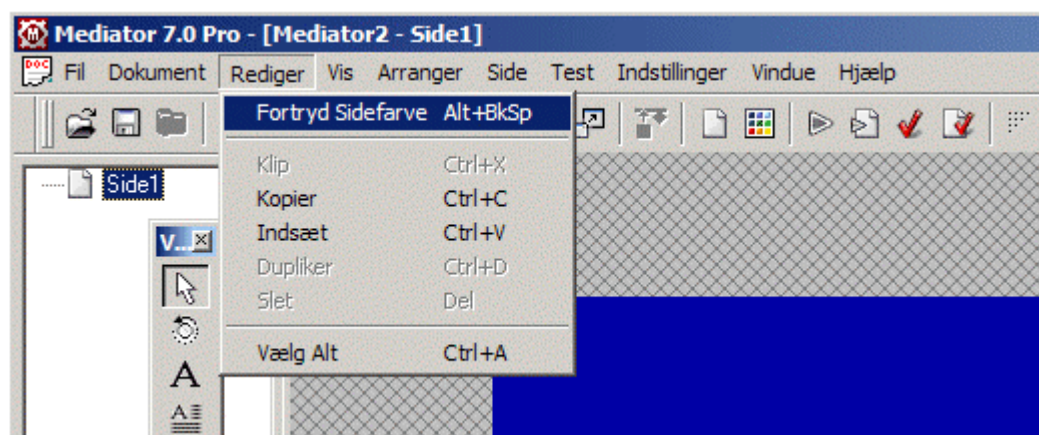 Mediator 7.0 Pro - [Mediator2 - Side1]
DOC Fil Dokument Rediger Vis Arranger Side Test Indstillinger Vindue Hjælp
Fortryd Sidefarve Alt+BkSp
Side1
Klip Ctrl+X
Kopier Ctrl+C
V... Indsæt Ctrl+V
Dupliker Ctrl+D
Slet Del
Vælg Alt Ctrl+A
A
A